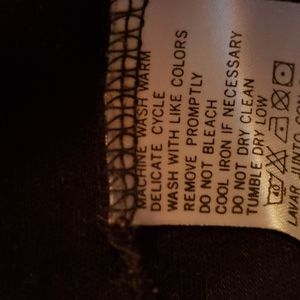 MACHINE WASH WARM
DELICATE CYCLE
WASH WITH LIKE COLORS
REMOVE PROMPTLY
DO NOT BLEACH
COOL IRON IF NECESSARY
DO NOT DRY CLEAN
TUMBLE DRY LOW
LAVAR JUNTO